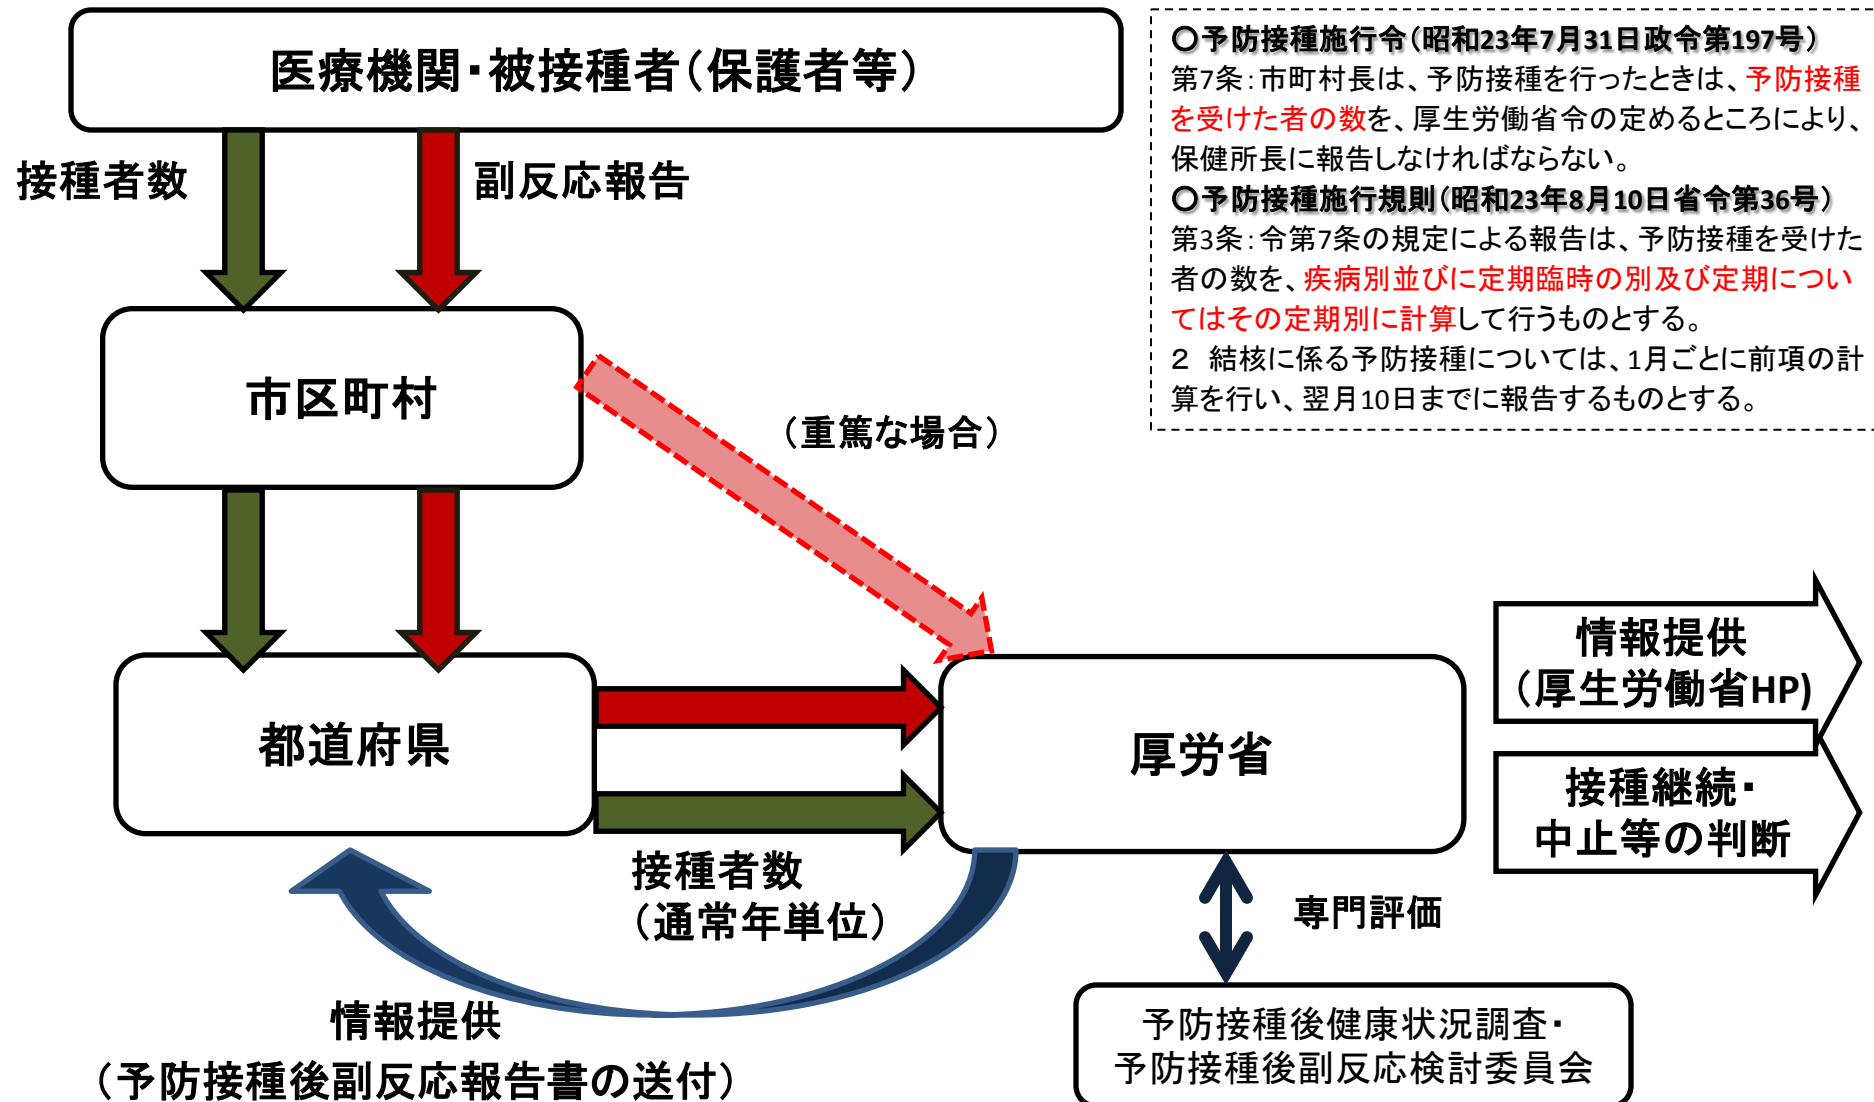 医療機関・被接種者（保護者等）
〇予防接種施行令（昭和23年7月31日政令第197号）
第7条：市町村長は、予防接種を行ったときは、予防接種
を受けた者の数を、厚生労働省令の定めるところにより、
保健所長に報告しなければならない。
〇予防接種施行規則（昭和23年8月10日省令第36号）
第3条：令第7条の規定による報告は、予防接種を受けた
者の数を、疾病別並びに定期臨時の別及び定期につい
てはその定期別に計算して行うものとする。
２ 結核に係る予防接種については、1月ごとに前項の計
算を行い、翌月10日までに報告するものとする。
接種者数
副反応報告
市区町村
（重篤な場合）
都道府県
厚労省
情報提供
（厚生労働省HP)
接種継続・
中止等の判断
接種者数
（通常年単位）
専門評価
情報提供
（予防接種後副反応報告書の送付）
予防接種後健康状況調査・
予防接種後副反応検討委員会